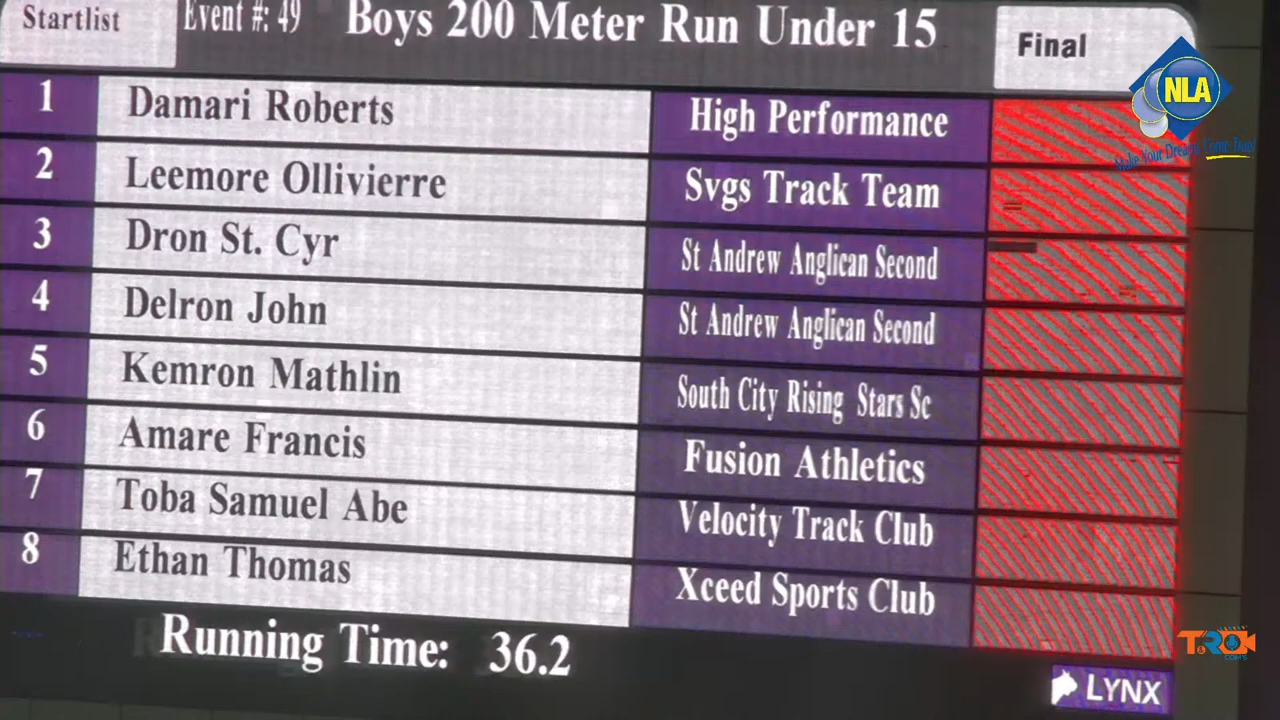 Startlist Event #: 49 Boys 200 Meter Run Under 15 Final
1 Damari Roberts High Performance
2 Leemore Ollivierre Svgs Track Team
3 Dron St. Cyr St Andrew Anglican Second
4 Delron John St Andrew Anglican Second
5 Kemron Mathlin South City Rising Stars Sc
6 Amare Francis Fusion Athletics
7 Toba Samuel Abe Velocity Track Club
8 Ethan Thomas Xceed Sports Club
Running Time: 36.2
LYNX
NLA
Make Your Dreams Come True!